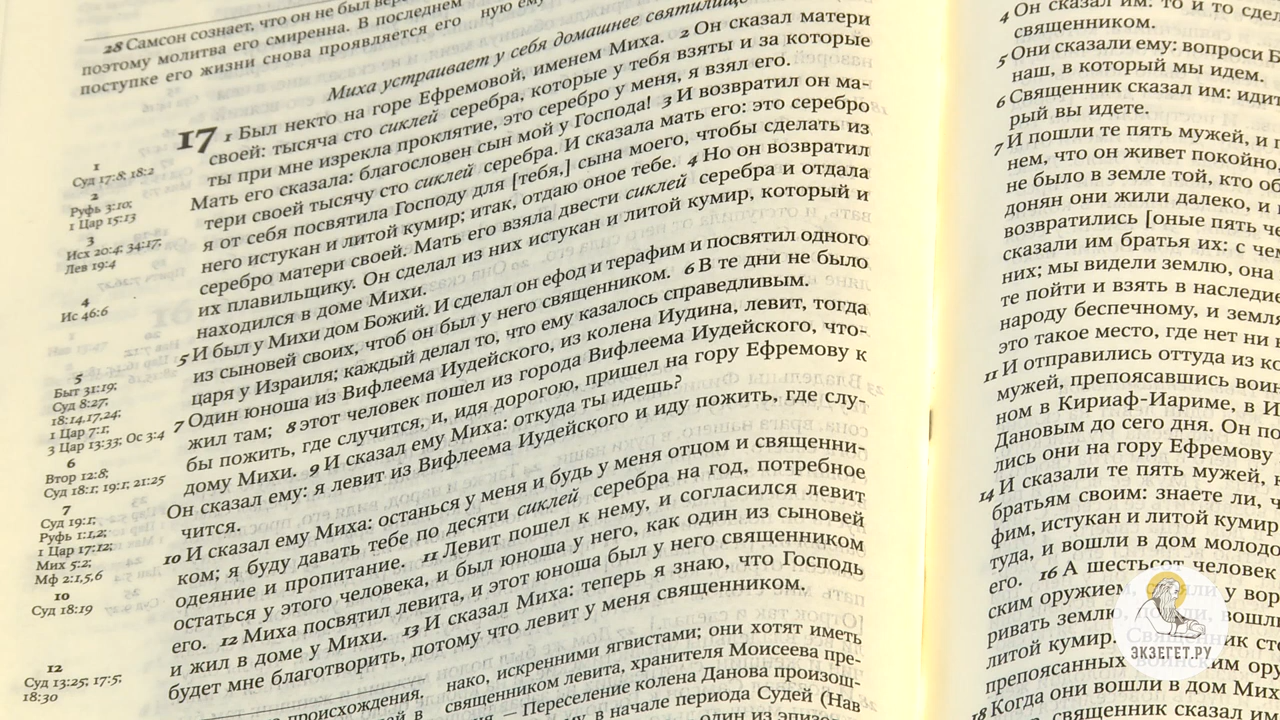 28 Самсон сознает, что он не был
поэтому молитва его смиренна. В последнем
поступке его жизни снова проявляется его ную ему
Миха устраивает у себя домашнее святилище
17 1 Был некто на горе Ефремовой, именем Миха. 2 Он сказал матери
своей: тысяча сто сиклей серебра, которые у тебя взяты и за которые
ты при мне изрекла проклятие, это серебро у меня, я взял его.
Мать его сказала: благословен сын мой у Господа! 3 И возвратил он ма-
тери своей тысячу сто сиклей серебра. И сказала мать его: это серебро
я от себя посвятила Господу для [тебя,] сына моего, чтобы сделать из
него истукан и литой кумир; итак, отдаю оное тебе. 4 Но он возвратил
серебро матери своей. Мать его взяла двести сиклей серебра и отдала
их плавильщику. Он сделал из них истукан и литой кумир, который и
находился в доме Михи.
5 И был у Михи дом Божий. И сделал он ефод и терафим и посвятил одного
из сыновей своих, чтоб он был у него священником. 6 В те дни не было
царя у Израиля; каждый делал то, что ему казалось справедливым.
7 Один юноша из Вифлеема Иудейского, из колена Иудина, левит, тогда
жил там; 8 этот человек пошел из города Вифлеема Иудейского, что-
бы пожить, где случится, и, идя дорогою, пришел на гору Ефремову к
дому Михи. 9 И сказал ему Миха: откуда ты идешь?
Он сказал ему: я левит из Вифлеема Иудейского и иду пожить, где слу-
чится.
10 И сказал ему Миха: останься у меня и будь у меня отцом и священни-
ком; я буду давать тебе по десяти сиклей серебра на год, потребное
одеяние и пропитание. 11 Левит пошел к нему, и согласился левит
остаться у этого человека, и был юноша у него, как один из сыновей
его. 12 Миха посвятил левита, и этот юноша был у него священником
и жил в доме у Михи. 13 И сказал Миха: теперь я знаю, что Господь
будет мне благотворить, потому что левит у меня священником.
происхождения,
нако, искренними ягвистами; они хотят иметь
священником левита, хранителя Моисеева пре-
— Переселение колена Данова произош-
в начале периода Судей (Нав
1
Суд 17:8; 18:2
2
Руфь 3:10;
1 Цар 15:13
3
Исх 20:4; 34:17,
Лев 19:4
4
Ис 46:6
5
Быт 31:19;
Суд 8:27,
18:14,17,24;
1 Цар 7:1,
3 Цар 13:33; Ос 3:4
6
Втор 12:8,
Суд 18:1, 19:1, 21:25
7
Суд 19:1,
Руфь 1:1,2;
1 Цар 17:12;
Мих 5:2;
Мф 2:1,5,6
10
Суд 18:19
12
Суд 13:25; 17:5;
18:30
4 Он сказал им: то и то
священником.
5 Они сказали ему: вопроси
наш, в который мы идем.
6 Священник сказал им:
рый вы идете.
7 И пошли те пять мужей, и
нем, что он живет покойно,
не было в земле той, кто
донян они жили далеко, и
возвратились [оные пять
сказали им братья их: с
них; мы видели землю, она
те пойти и взять в наследие
народу беспечному, и земля
это такое место, где нет ни
11 И отправились оттуда из
мужей, препоясавшись
ном в Кириаф-Иариме, в
Дановым до сего дня. Он
лись они на гору Ефремову
14 И сказали те пять мужей,
братьям своим: знаете ли,
фим, истукан и литой кумир
туда, и вошли в дом
его. 16 А шестьсот человек
ским оружием, у
ривать землю,
литой кумир.
препоясанных воинским
18 Когда они вошли в дом
священник сказал им
ЭКЗЕГЕТ.РУ